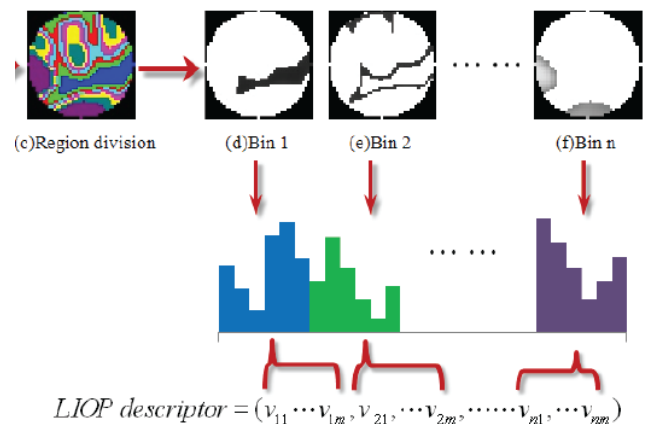 (c)Region division (d)Bin 1 (e)Bin 2 ······ (f)Bin n
······
LIOP descriptor = (v11 ··· v1m, v21, ··· v2m, ······ vn1, ··· vnm)